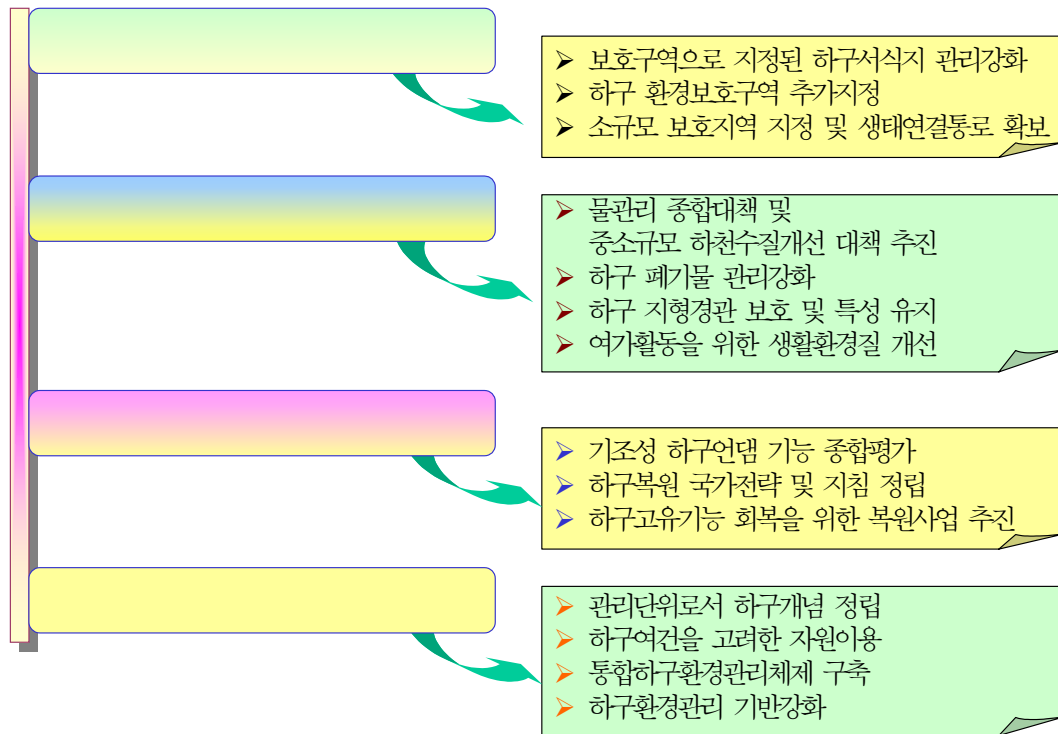 ➢ 보호구역으로 지정된 하구서식지 관리강화
➢ 하구 환경보호구역 추가지정
➢ 소규모 보호지역 지정 및 생태연결통로 확보
➢ 물관리 종합대책 및
중소규모 하천수질개선 대책 추진
➢ 하구 폐기물 관리강화
➢ 하구 지형경관 보호 및 특성 유지
➢ 여가활동을 위한 생활환경질 개선
➢ 기조성 하구언댐 기능 종합평가
➢ 하구복원 국가전략 및 지침 정립
➢ 하구고유기능 회복을 위한 복원사업 추진
➢ 관리단위로서 하구개념 정립
➢ 하구여건을 고려한 자원이용
➢ 통합하구환경관리체제 구축
➢ 하구환경관리 기반강화